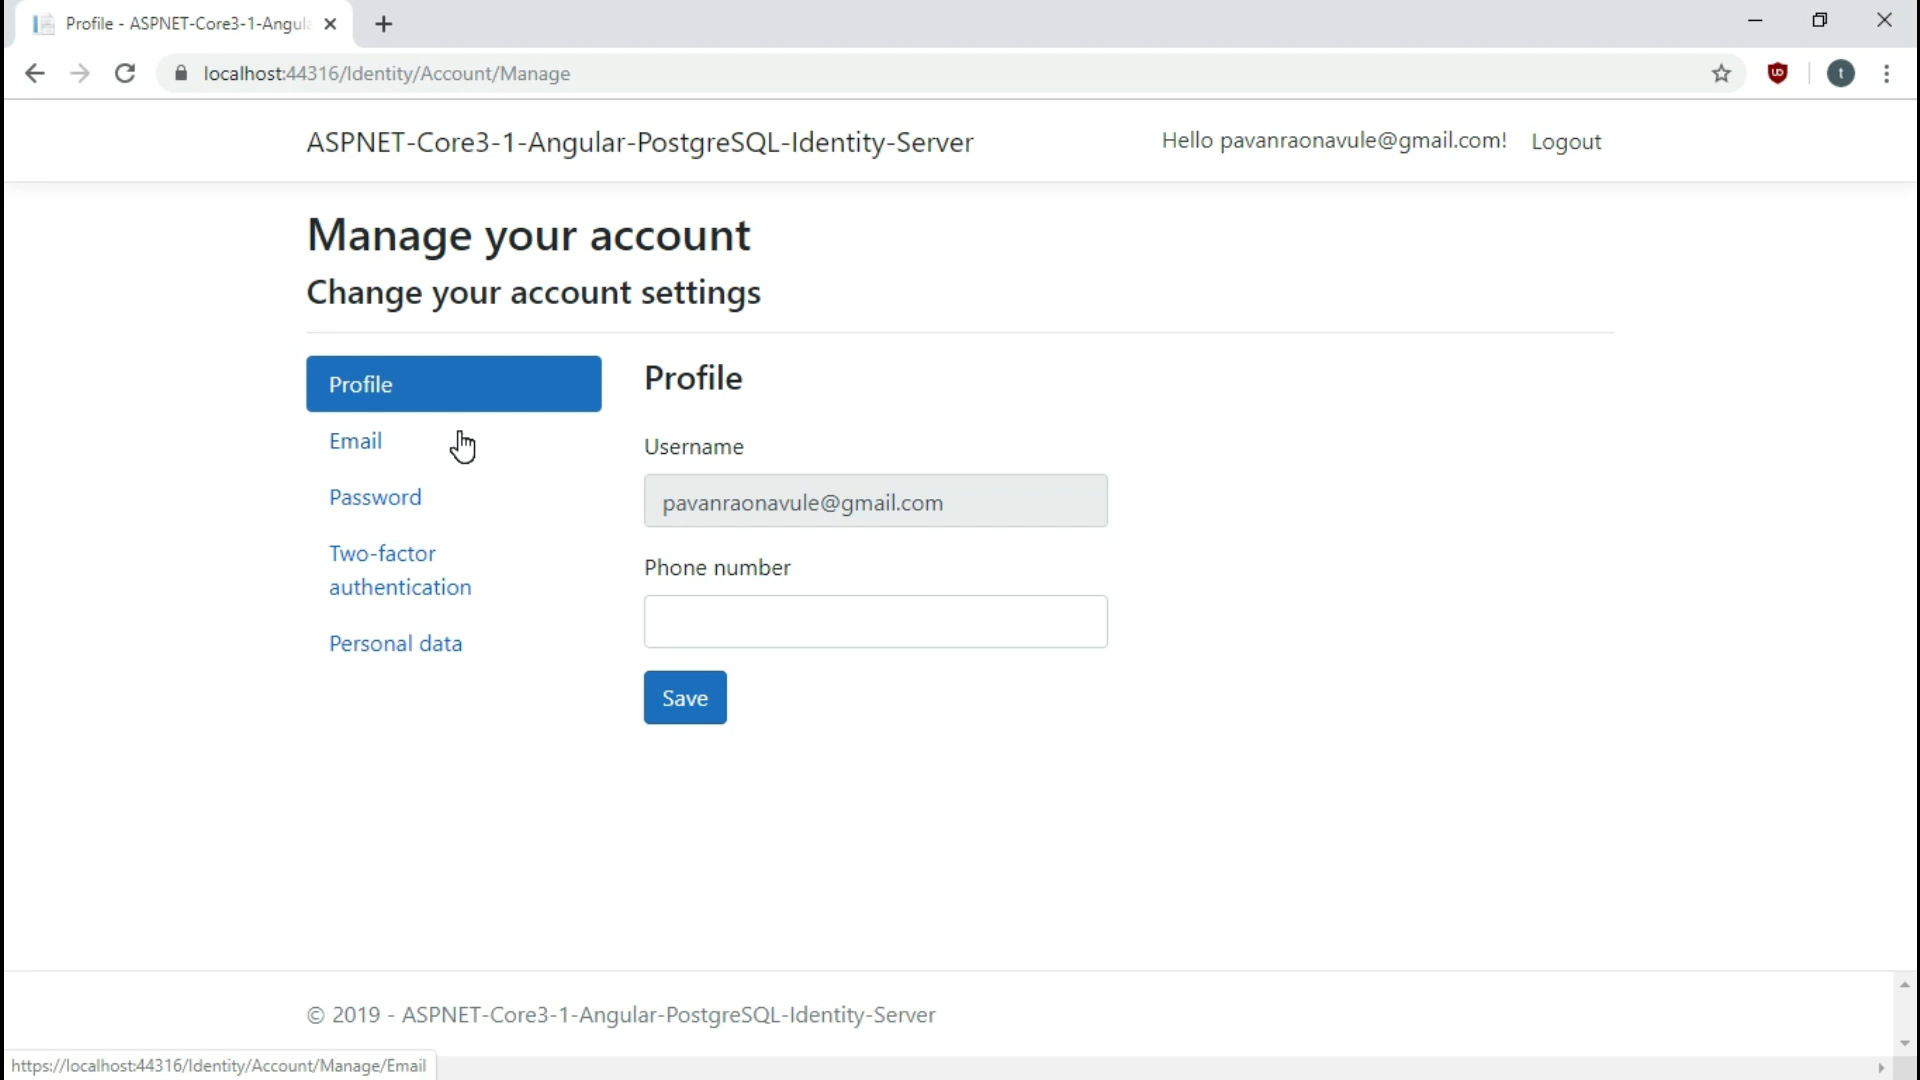 Profile - ASPNET-Core3-1-Angul
localhost:44316/Identity/Account/Manage
t
ASPNET-Core3-1-Angular-PostgreSQL-Identity-Server
Hello pavanraonavule@gmail.com!
Logout
Manage your account
Change your account settings
Profile
Email
Password
Two-factor
authentication
Personal data
Profile
Username
pavanraonavule@gmail.com
Phone number
Save
© 2019 - ASPNET-Core3-1-Angular-PostgreSQL-Identity-Server
https://localhost:44316/Identity/Account/Manage/Email